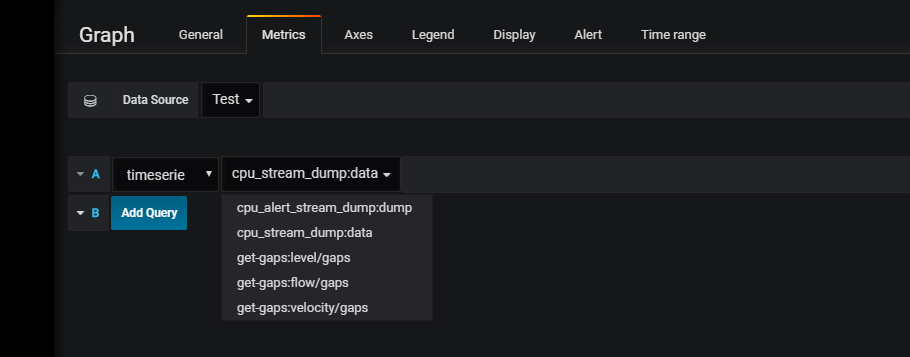 Graph General Metrics Axes Legend Display Alert Time range
Data Source Test
A timeserie cpu_stream_dump:data
B Add Query
cpu_alert_stream_dump:dump
cpu_stream_dump:data
get-gaps:level/gaps
get-gaps:flow/gaps
get-gaps:velocity/gaps